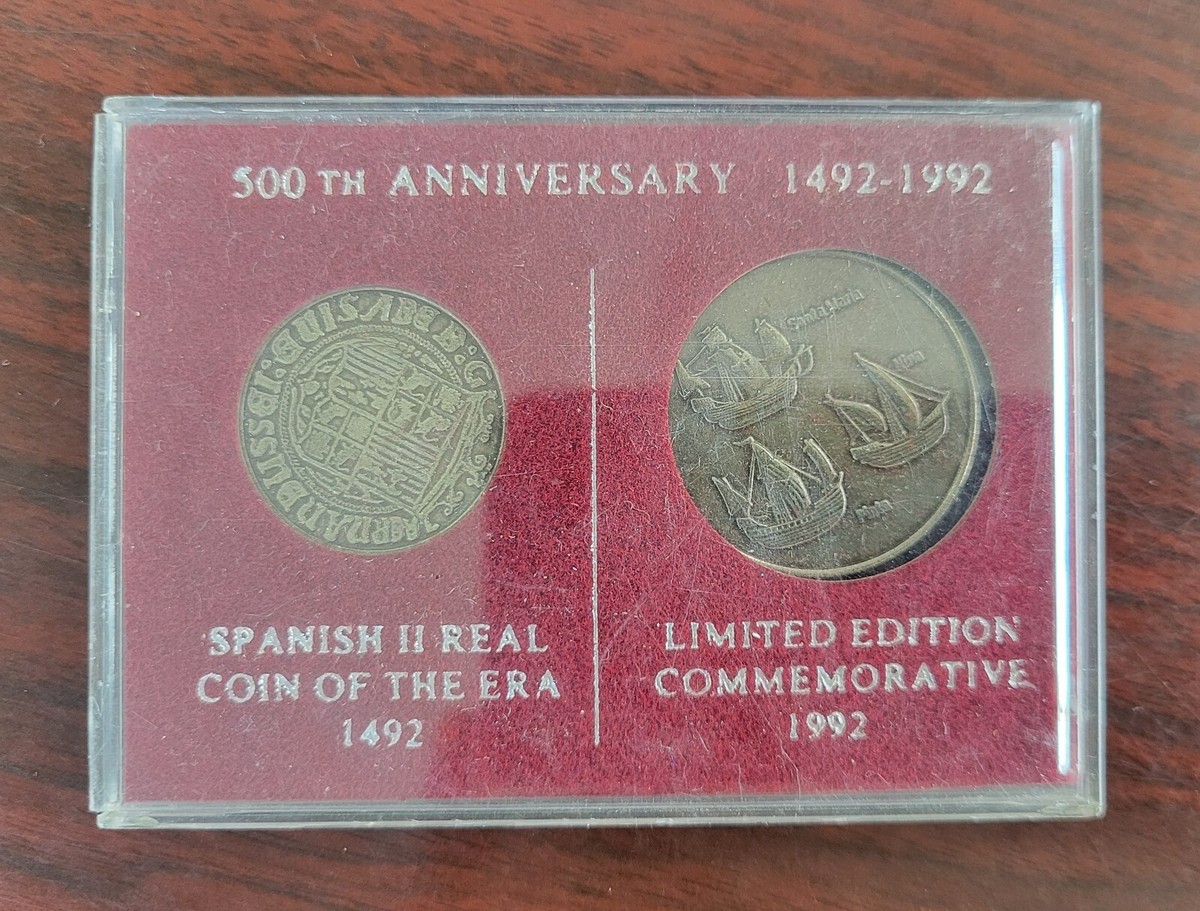 500 TH ANNIVERSARY 1492-1992
Santa Maria
Nina
Pinta
SPANISH II REAL
COIN OF THE ERA
1492
LIMITED EDITION
COMMEMORATIVE
1992